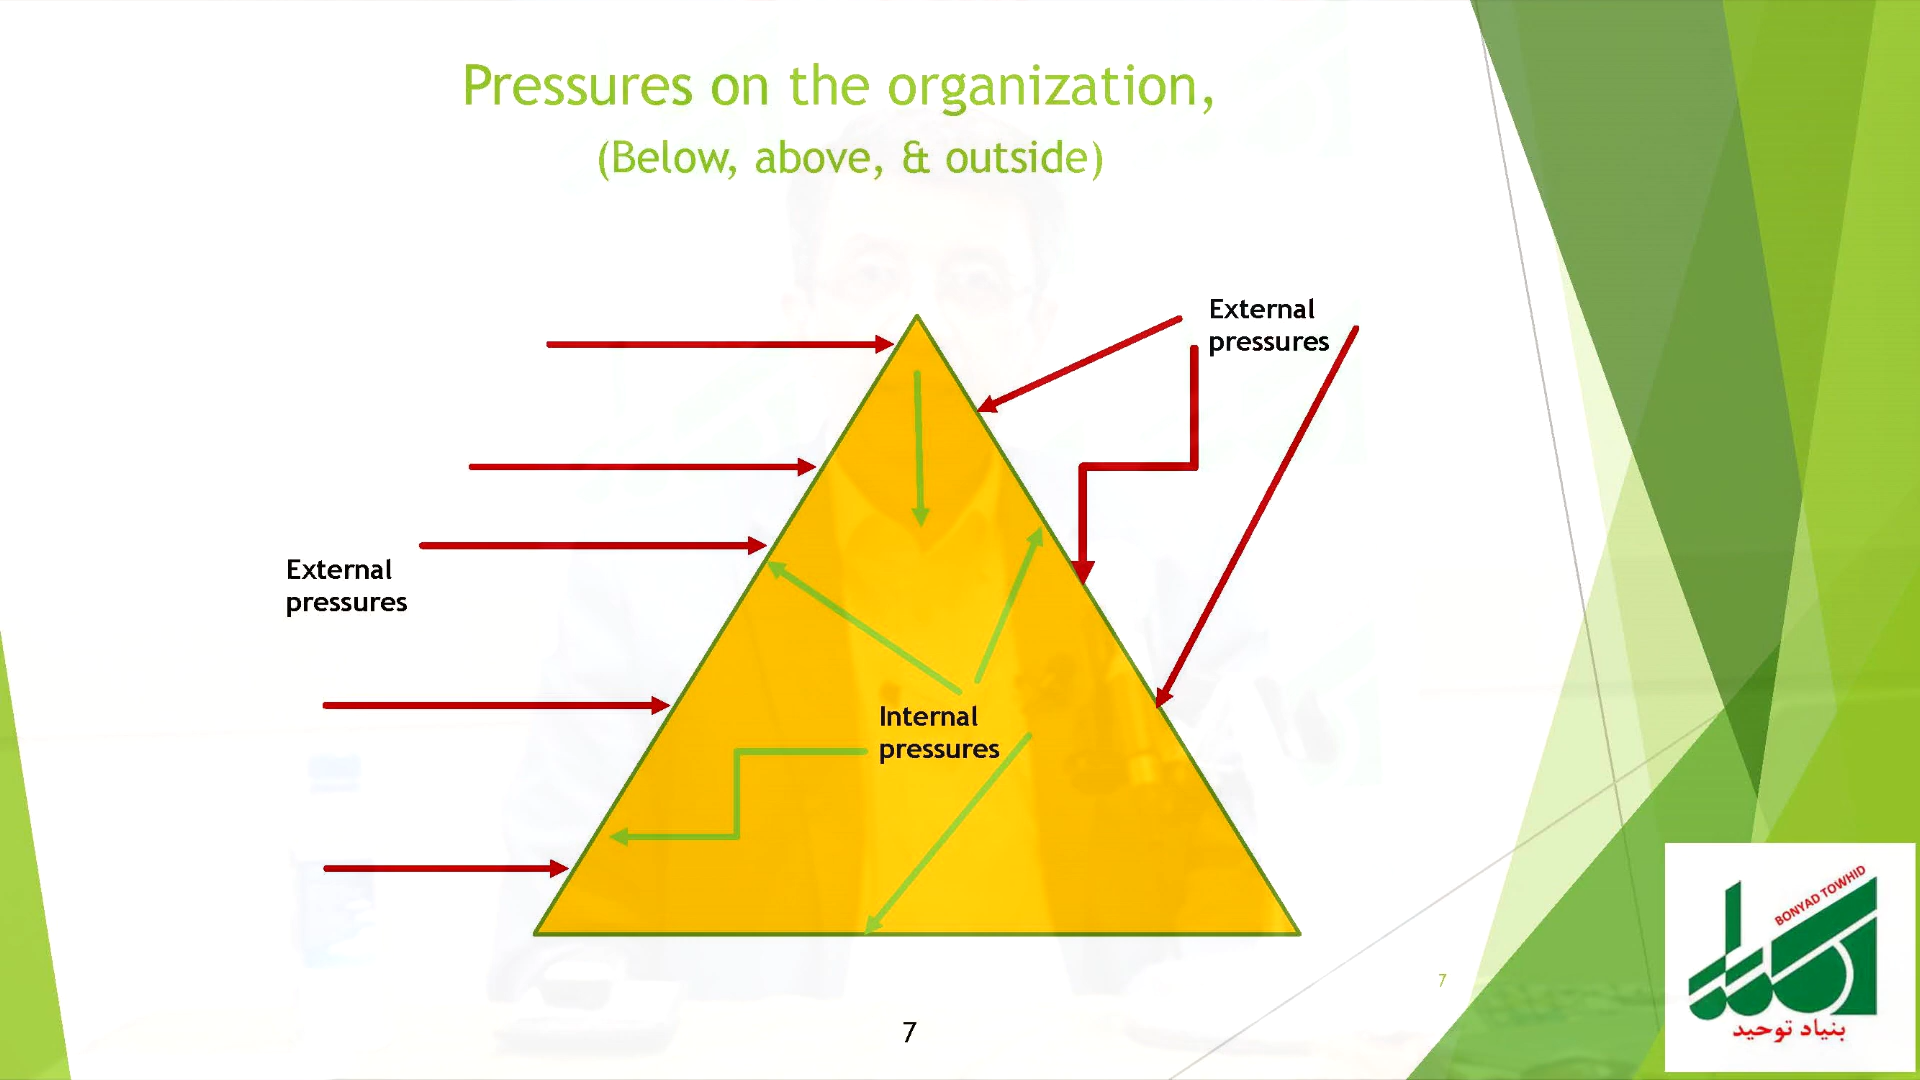 Pressures on the organization,
(Below, above, & outside)
External
pressures
External
pressures
Internal
pressures
7
7
BONYAD TOWHID
بنیاد توحید